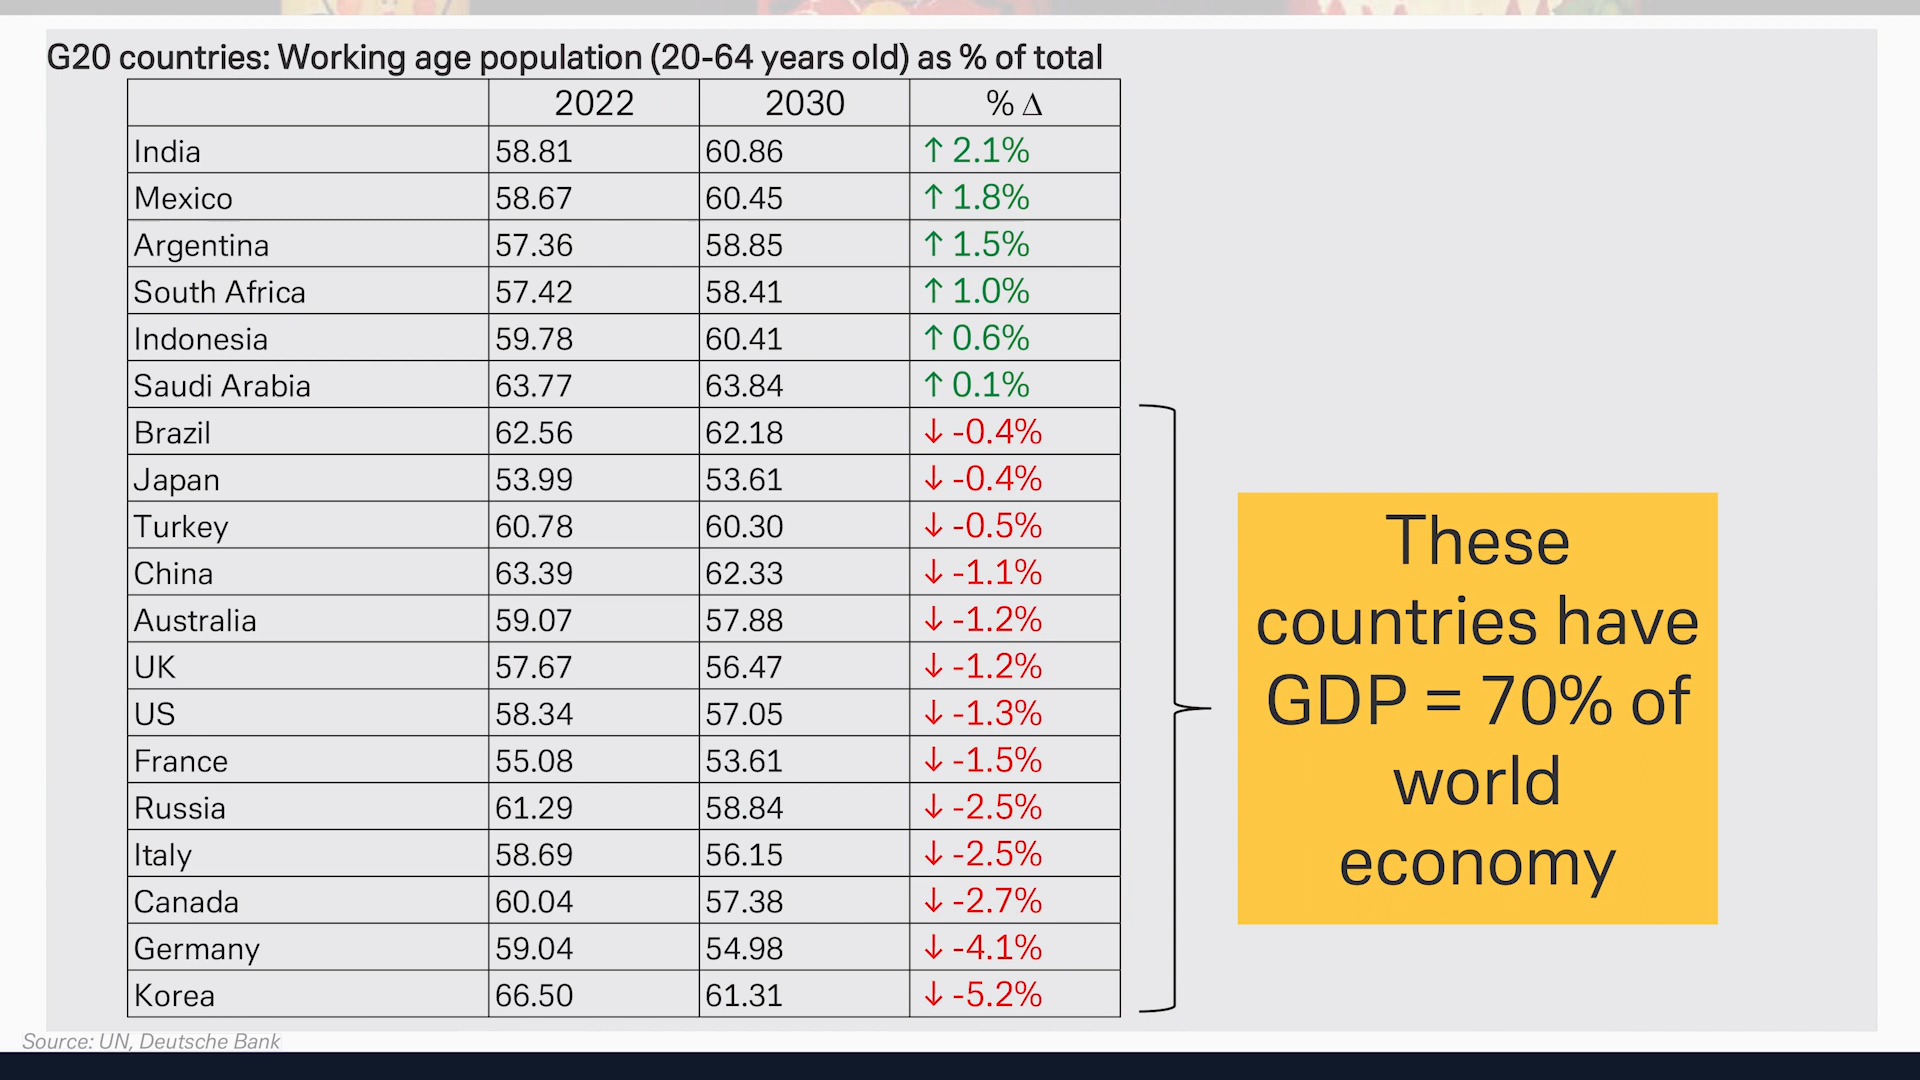 G20 countries: Working age population (20-64 years old) as % of total
2022 2030 % Δ
India 58.81 60.86 ↑ 2.1%
Mexico 58.67 60.45 ↑ 1.8%
Argentina 57.36 58.85 ↑ 1.5%
South Africa 57.42 58.41 ↑ 1.0%
Indonesia 59.78 60.41 ↑ 0.6%
Saudi Arabia 63.77 63.84 ↑ 0.1%
Brazil 62.56 62.18 ↓ -0.4%
Japan 53.99 53.61 ↓ -0.4%
Turkey 60.78 60.30 ↓ -0.5%
China 63.39 62.33 ↓ -1.1%
Australia 59.07 57.88 ↓ -1.2%
UK 57.67 56.47 ↓ -1.2%
US 58.34 57.05 ↓ -1.3%
France 55.08 53.61 ↓ -1.5%
Russia 61.29 58.84 ↓ -2.5%
Italy 58.69 56.15 ↓ -2.5%
Canada 60.04 57.38 ↓ -2.7%
Germany 59.04 54.98 ↓ -4.1%
Korea 66.50 61.31 ↓ -5.2%
These
countries have
GDP = 70% of
world
economy
Source: UN, Deutsche Bank